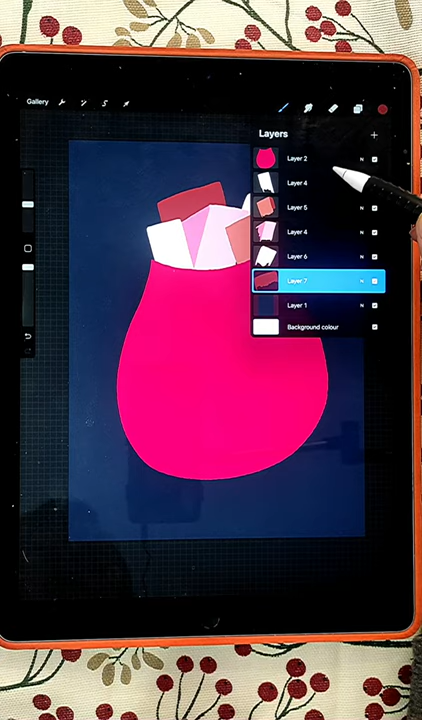 Gallery
Layers
Layer 2
N
Layer 4
N
Layer 5
N
Layer 4
N
Layer 6
N
Layer 7
N
Layer 1
N
Background colour